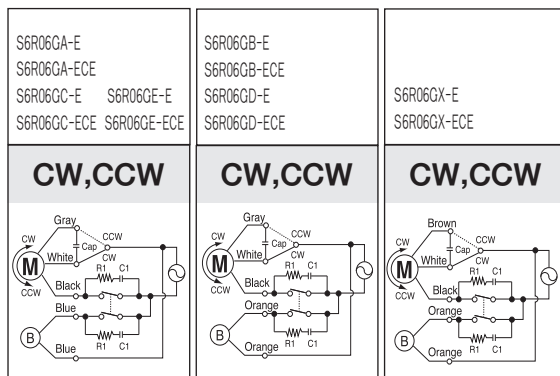 S6R06GA-E
S6R06GA-ECE
S6R06GC-E S6R06GE-E
S6R06GC-ECE S6R06GE-ECE
CW,CCW
Gray
CW
CCW
Cap
White
CW
M
R1 C1
CCW
Black
Blue
B
Blue
R1 C1
S6R06GB-E
S6R06GB-ECE
S6R06GD-E
S6R06GD-ECE
CW,CCW
Gray
CW
CCW
Cap
White
CW
M
R1 C1
CCW
Black
Orange
B
Orange
R1 C1
S6R06GX-E
S6R06GX-ECE
CW,CCW
Brown
CW
CCW
Cap
White
CW
M
R1 C1
CCW
Black
Orange
B
Orange
R1 C1